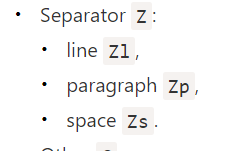 • Separator Z:
• line Zl,
• paragraph Zp,
• space Zs.